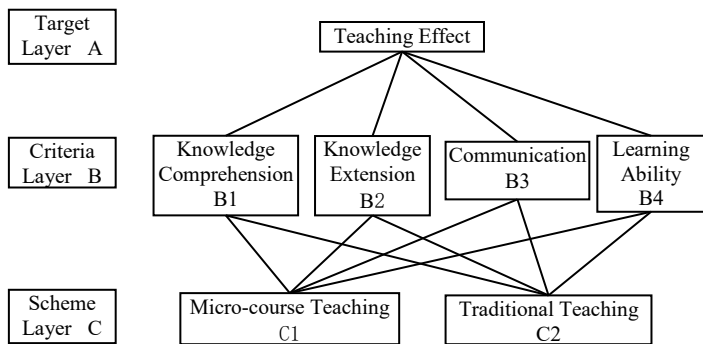 Target
Layer A
Teaching Effect
Criteria
Layer B
Knowledge
Comprehension
B1
Knowledge
Extension
B2
Communication
B3
Learning
Ability
B4
Scheme
Layer C
Micro-course Teaching
C1
Traditional Teaching
C2